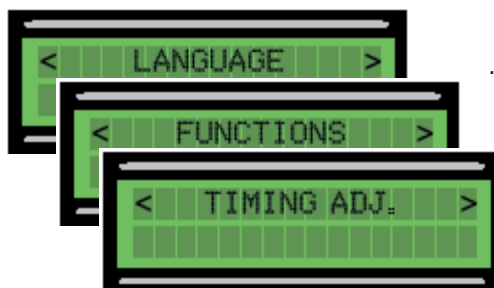 < LANGUAGE >
.
< FUNCTIONS >
< TIMING ADJ. >